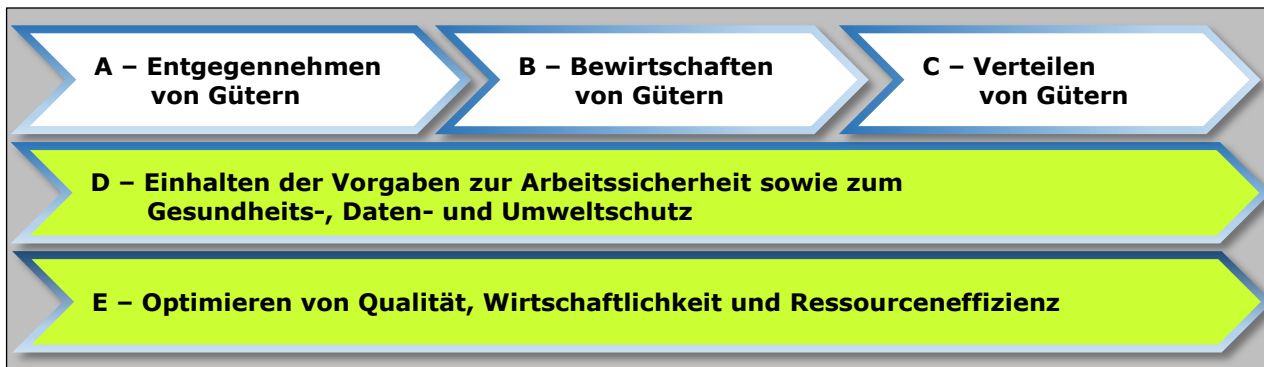 A – Entgegennehmen
von Gütern
B – Bewirtschaften
von Gütern
C – Verteilen
von Gütern
D – Einhalten der Vorgaben zur Arbeitssicherheit sowie zum
Gesundheits-, Daten- und Umweltschutz
E – Optimieren von Qualität, Wirtschaftlichkeit und Ressourceneffizienz